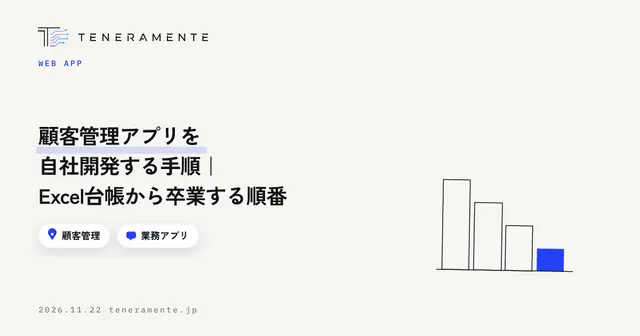 TENERAMENTE
WEB APP
顧客管理アプリを
自社開発する手順｜
Excel台帳から卒業する順番
顧客管理 業務アプリ
2026.11.22 teneramente.jp